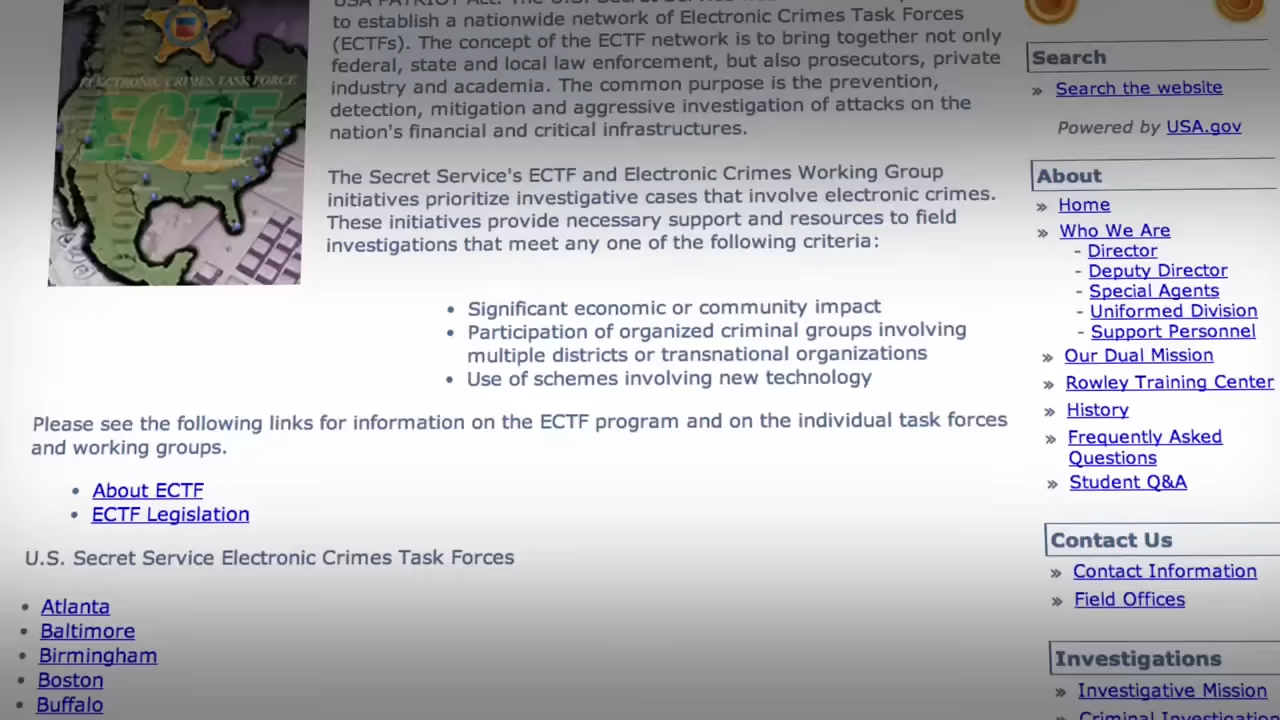 to establish a nationwide network of Electronic Crimes Task Forces
(ECTFs). The concept of the ECTF network is to bring together not only
federal, state and local law enforcement, but also prosecutors, private
industry and academia. The common purpose is the prevention,
detection, mitigation and aggressive investigation of attacks on the
nation's financial and critical infrastructures.
ELECTRONIC CRIMES TASK FORCE
ECTF
The Secret Service's ECTF and Electronic Crimes Working Group
initiatives prioritize investigative cases that involve electronic crimes.
These initiatives provide necessary support and resources to field
investigations that meet any one of the following criteria:
• Significant economic or community impact
• Participation of organized criminal groups involving
multiple districts or transnational organizations
• Use of schemes involving new technology
Please see the following links for information on the ECTF program and on the individual task forces
and working groups.
• About ECTF
• ECTF Legislation
U.S. Secret Service Electronic Crimes Task Forces
• Atlanta
• Baltimore
• Birmingham
• Boston
• Buffalo
Search
» Search the website
Powered by USA.gov
About
» Home
» Who We Are
- Director
- Deputy Director
- Special Agents
- Uniformed Division
- Support Personnel
» Our Dual Mission
» Rowley Training Center
» History
» Frequently Asked
Questions
» Student Q&A
Contact Us
» Contact Information
» Field Offices
Investigations
» Investigative Mission